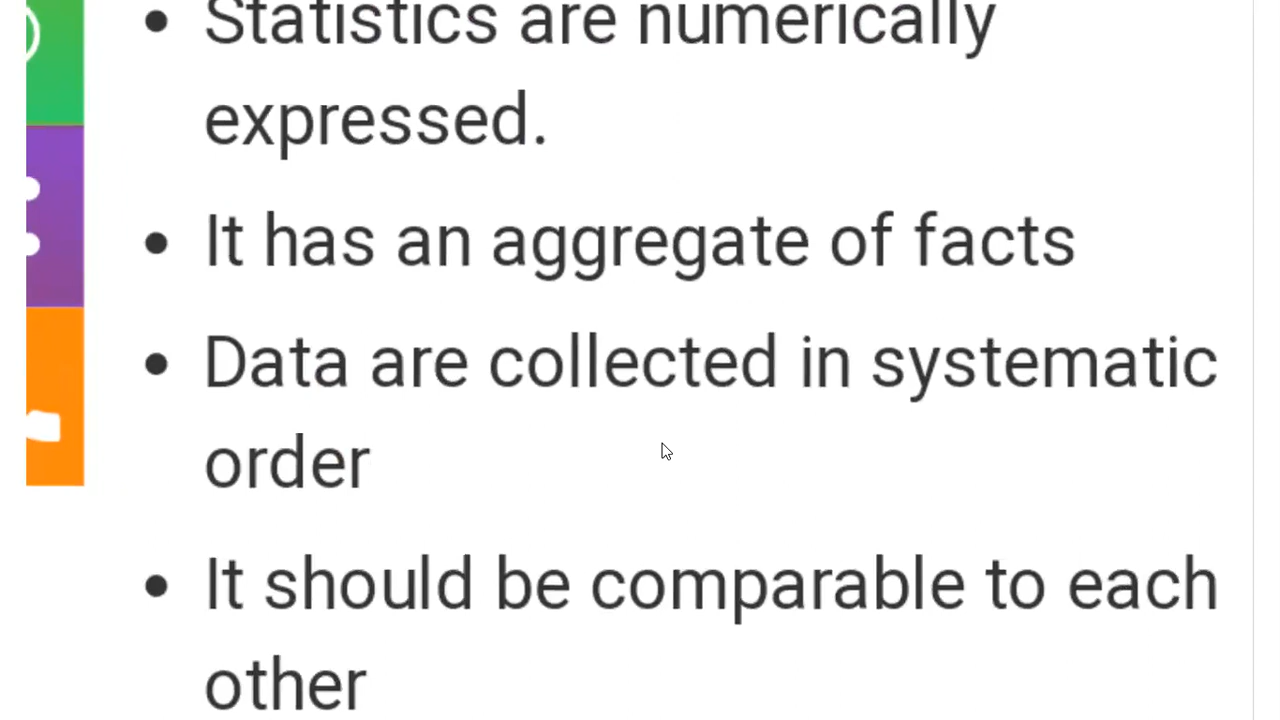 • Statistics are numerically
expressed.
• It has an aggregate of facts
• Data are collected in systematic
order
• It should be comparable to each
other